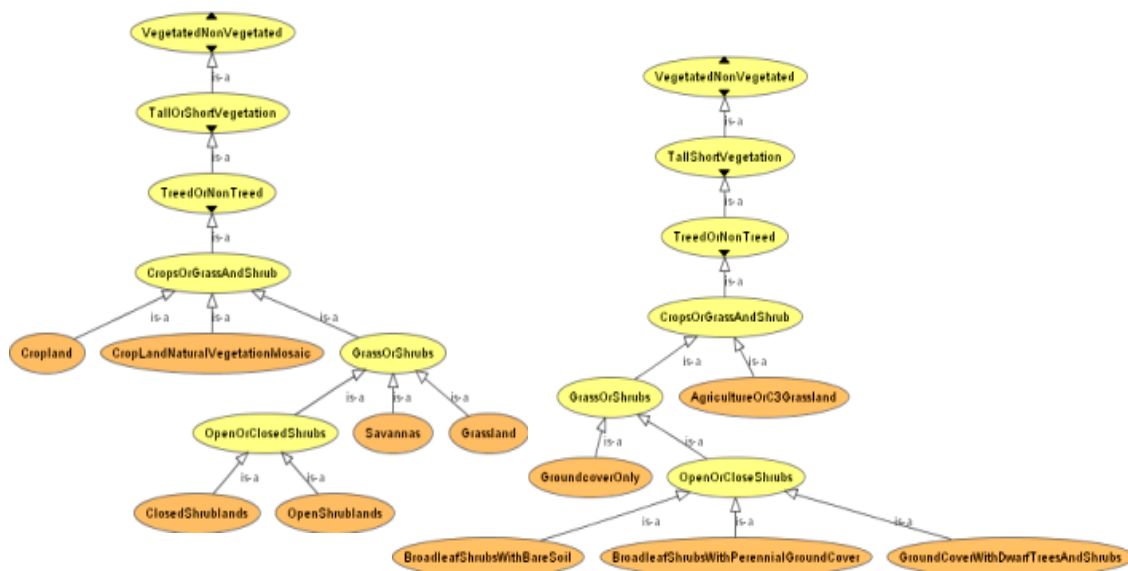 VegetatedNonVegetated
is-a
TallOrShortVegetation
is-a
TreedOrNonTreed
is-a
CropsOrGrassAndShrub
is-a
is-a
is-a
Cropland
CropLandNaturalVegetationMosaic
GrassOrShrubs
is-a
is-a
is-a
OpenOrClosedShrubs
Savannas
Grassland
is-a
is-a
ClosedShrublands
OpenShrublands
VegetatedNonVegetated
is-a
TallShortVegetation
is-a
TreedOrNonTreed
is-a
CropsOrGrassAndShrub
is-a
is-a
GrassOrShrubs
AgricultureOrC3Grassland
is-a
is-a
GroundcoverOnly
OpenOrCloseShrubs
is-a
is-a
is-a
BroadleafShrubsWithBareSoil
BroadleafShrubsWithPerennialGroundCover
GroundCoverWithDwarfTreesAndShrubs